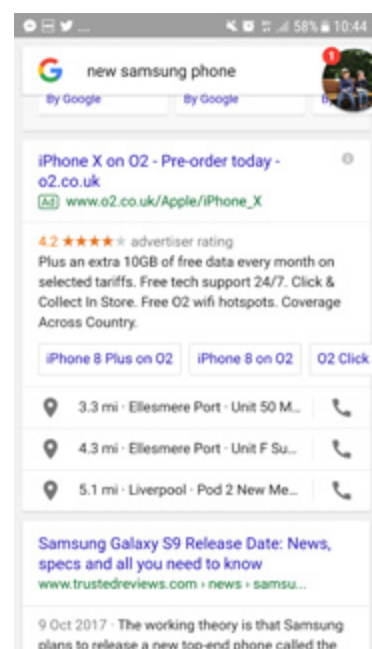 58% 10:44
G new samsung phone
1
By Google By Google
iPhone X on O2 - Pre-order today -
o2.co.uk
Ad www.o2.co.uk/Apple/iPhone_X
4.2 ★★★★★ advertiser rating
Plus an extra 10GB of free data every month on
selected tariffs. Free tech support 24/7. Click &
Collect In Store. Free O2 wifi hotspots. Coverage
Across Country.
iPhone 8 Plus on O2 iPhone 8 on O2 O2 Click
3.3 mi · Ellesmere Port · Unit 50 M...
4.3 mi · Ellesmere Port · Unit F Su...
5.1 mi · Liverpool · Pod 2 New Me...
Samsung Galaxy S9 Release Date: News,
specs and all you need to know
www.trustedreviews.com › news › samsu...
9 Oct 2017 · The working theory is that Samsung
plans to release a new top-end phone called the